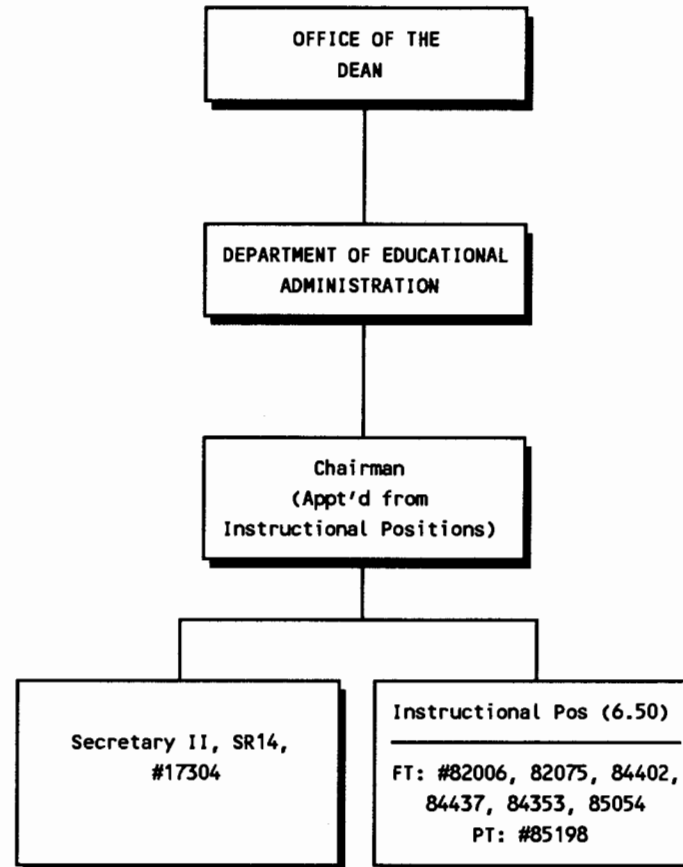 OFFICE OF THE
DEAN
DEPARTMENT OF EDUCATIONAL
ADMINISTRATION
Chairman
(Appt'd from
Instructional Positions)
Secretary II, SR14,
#17304
Instructional Pos (6.50)
FT: #82006, 82075, 84402,
84437, 84353, 85054
PT: #85198